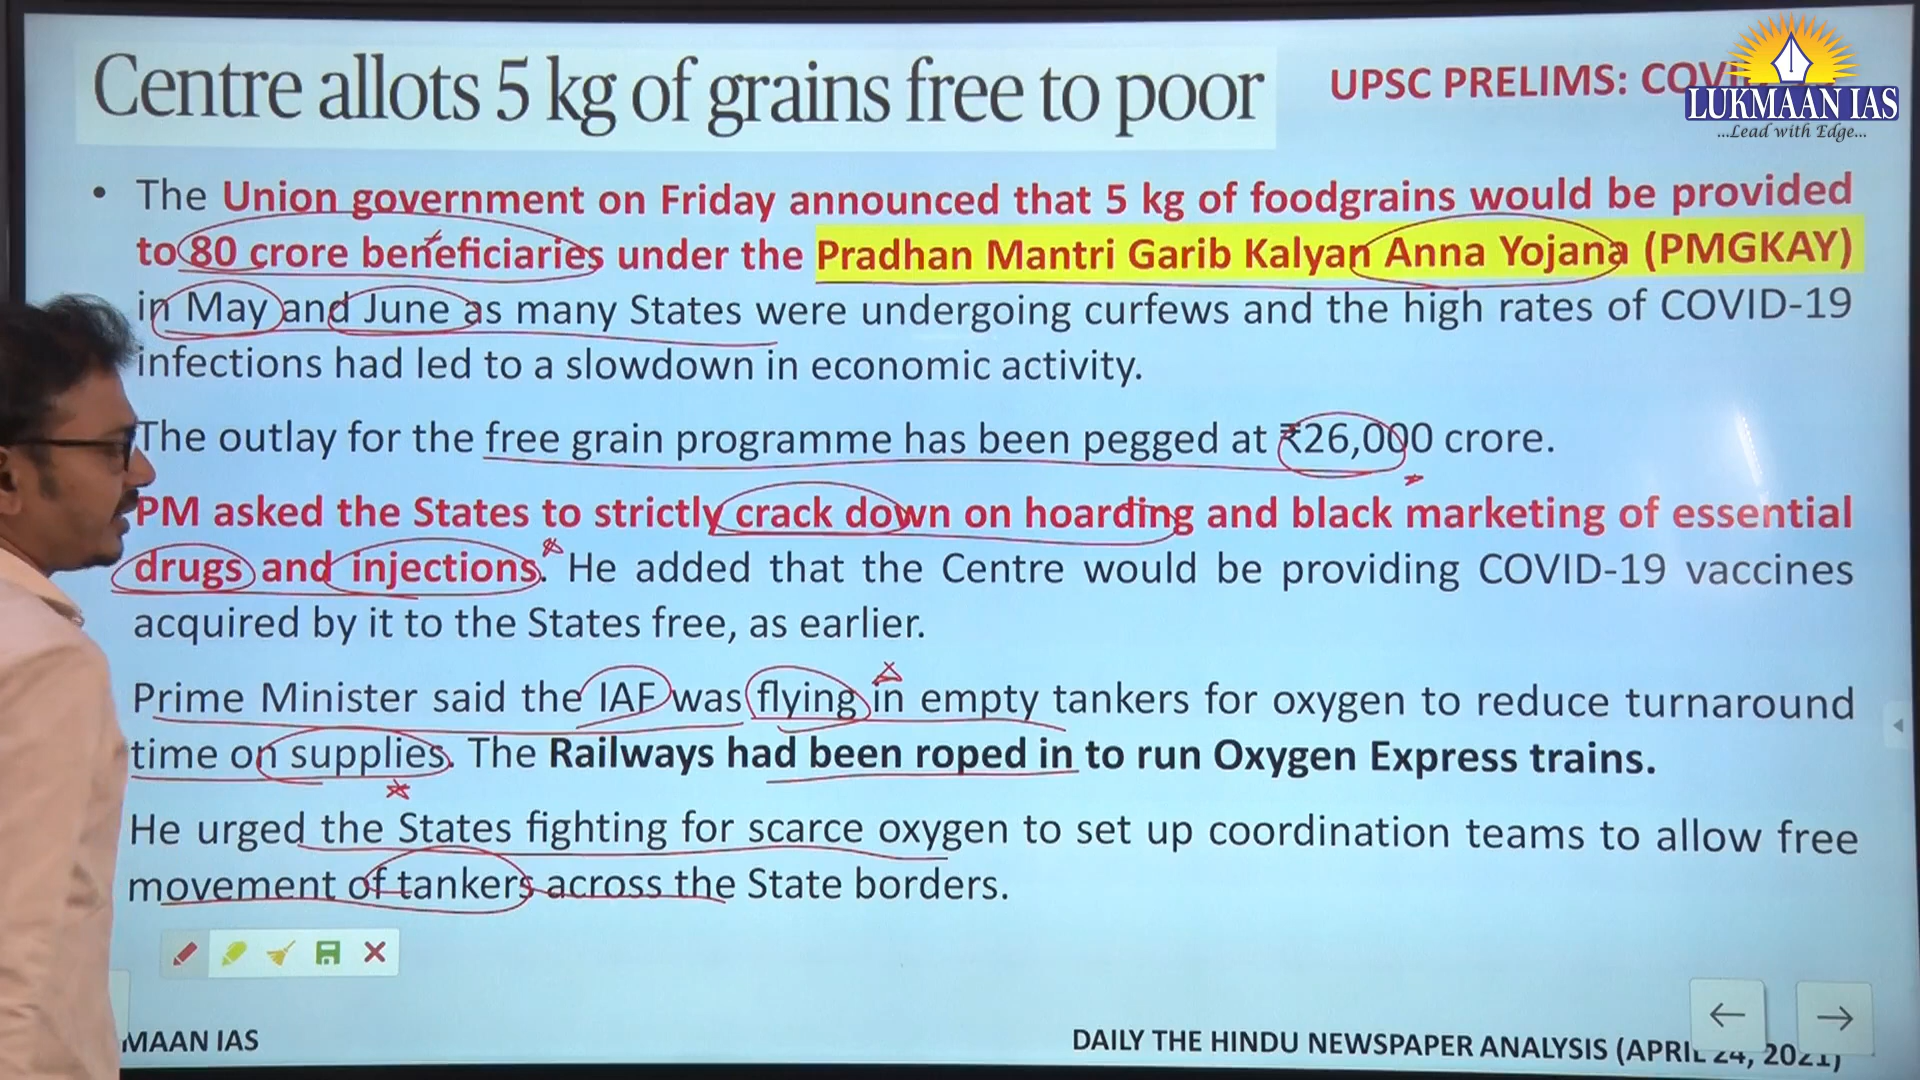 Centre allots 5 kg of grains free to poor
UPSC PRELIMS:
LUKMAAN IAS
...Lead with Edge...
• The Union government on Friday announced that 5 kg of foodgrains would be provided
to 80 crore beneficiaries under the Pradhan Mantri Garib Kalyan Anna Yojana (PMGKAY)
in May and June as many States were undergoing curfews and the high rates of COVID-19
infections had led to a slowdown in economic activity.
The outlay for the free grain programme has been pegged at ₹26,000 crore.
PM asked the States to strictly crack down on hoarding and black marketing of essential
drugs and injections. He added that the Centre would be providing COVID-19 vaccines
acquired by it to the States free, as earlier.
Prime Minister said the IAF was flying in empty tankers for oxygen to reduce turnaround
time on supplies. The Railways had been roped in to run Oxygen Express trains.
He urged the States fighting for scarce oxygen to set up coordination teams to allow free
movement of tankers across the State borders.
MAAN IAS
DAILY THE HINDU NEWSPAPER ANALYSIS (APRIL 24, 2021)